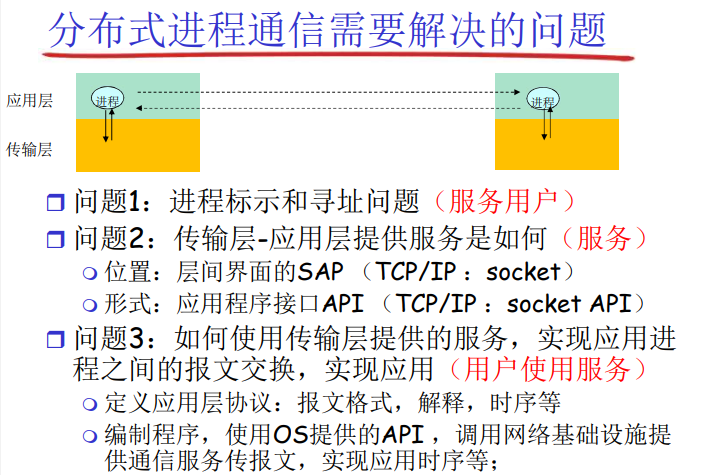 分布式进程通信需要解决的问题
应用层
进程
进程
传输层
问题1：进程标示和寻址问题（服务用户）
问题2：传输层-应用层提供服务是如何（服务）
位置：层间界面的SAP （TCP/IP ：socket）
形式：应用程序接口API （TCP/IP ：socket API）
问题3：如何使用传输层提供的服务，实现应用进
程之间的报文交换，实现应用（用户使用服务）
定义应用层协议：报文格式，解释，时序等
编制程序，使用OS提供的API ，调用网络基础设施提
供通信服务传报文，实现应用时序等；